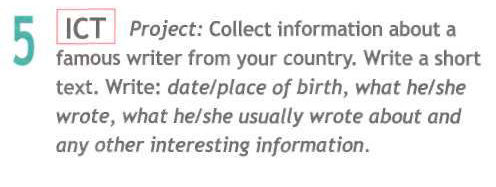 5 ICT Project: Collect information about a
famous writer from your country. Write a short
text. Write: date/place of birth, what he/she
wrote, what he/she usually wrote about and
any other interesting information.